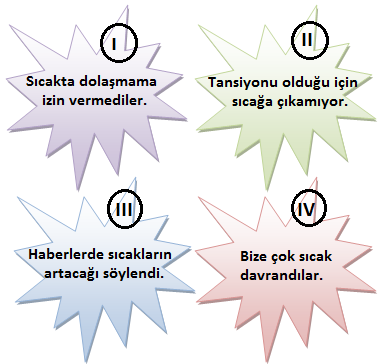 I
Sıcakta dolaşmama
izin vermediler.
II
Tansiyonu olduğu için
sıcağa çıkamıyor.
III
Haberlerde sıcakların
artacağı söylendi.
IV
Bize çok sıcak
davrandılar.